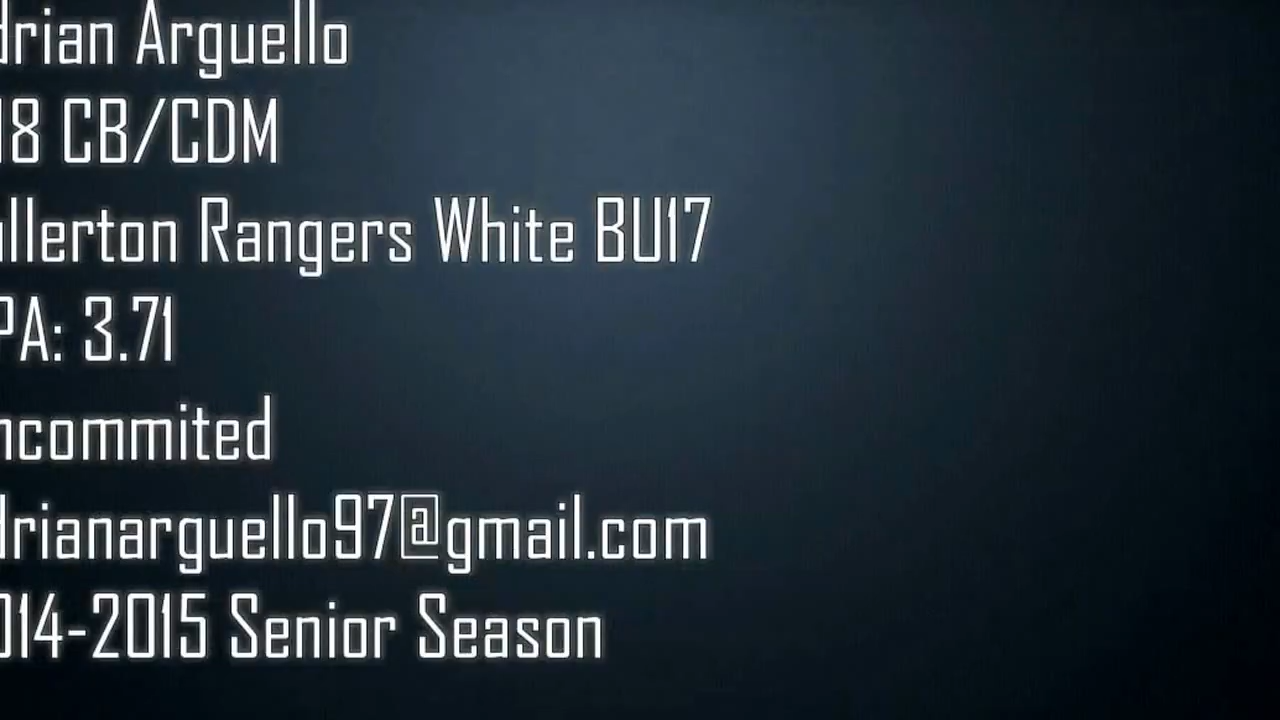 drian Arguello
18 CB/CDM
ullerton Rangers White BU17
PA: 3.71
ncommited
drianarguello97@gmail.com
014-2015 Senior Season